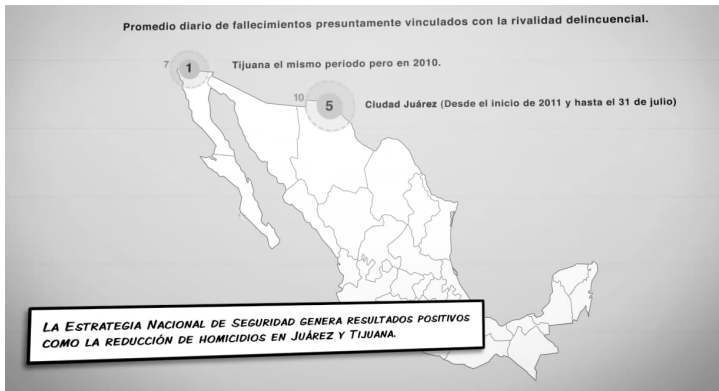 Promedio diario de fallecimientos presuntamente vinculados con la rivalidad delincuencial.
7
1
Tijuana el mismo periodo pero en 2010.
10
5
Ciudad Juárez (Desde el inicio de 2011 y hasta el 31 de julio)
LA ESTRATEGIA NACIONAL DE SEGURIDAD GENERA RESULTADOS POSITIVOS
COMO LA REDUCCIÓN DE HOMICIDIOS EN JUÁREZ Y TIJUANA.